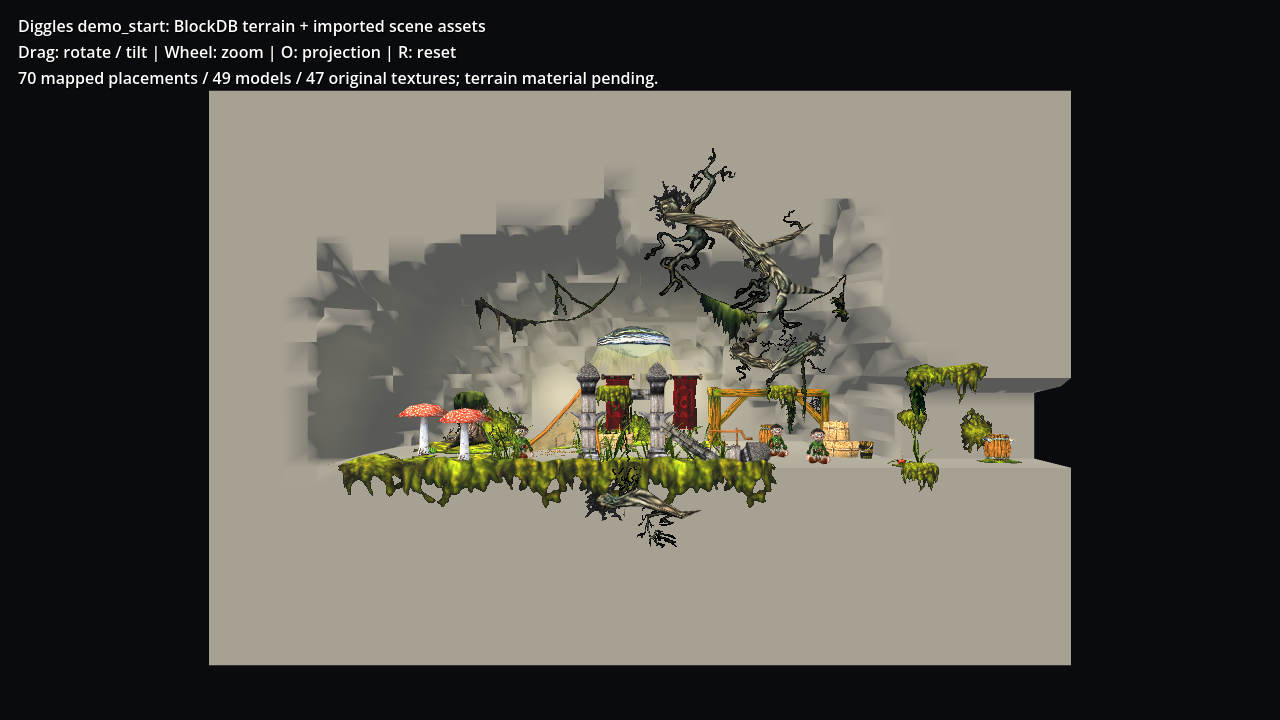 Diggles demo_start: BlockDB terrain + imported scene assets
Drag: rotate / tilt | Wheel: zoom | O: projection | R: reset
70 mapped placements / 49 models / 47 original textures; terrain material pending.